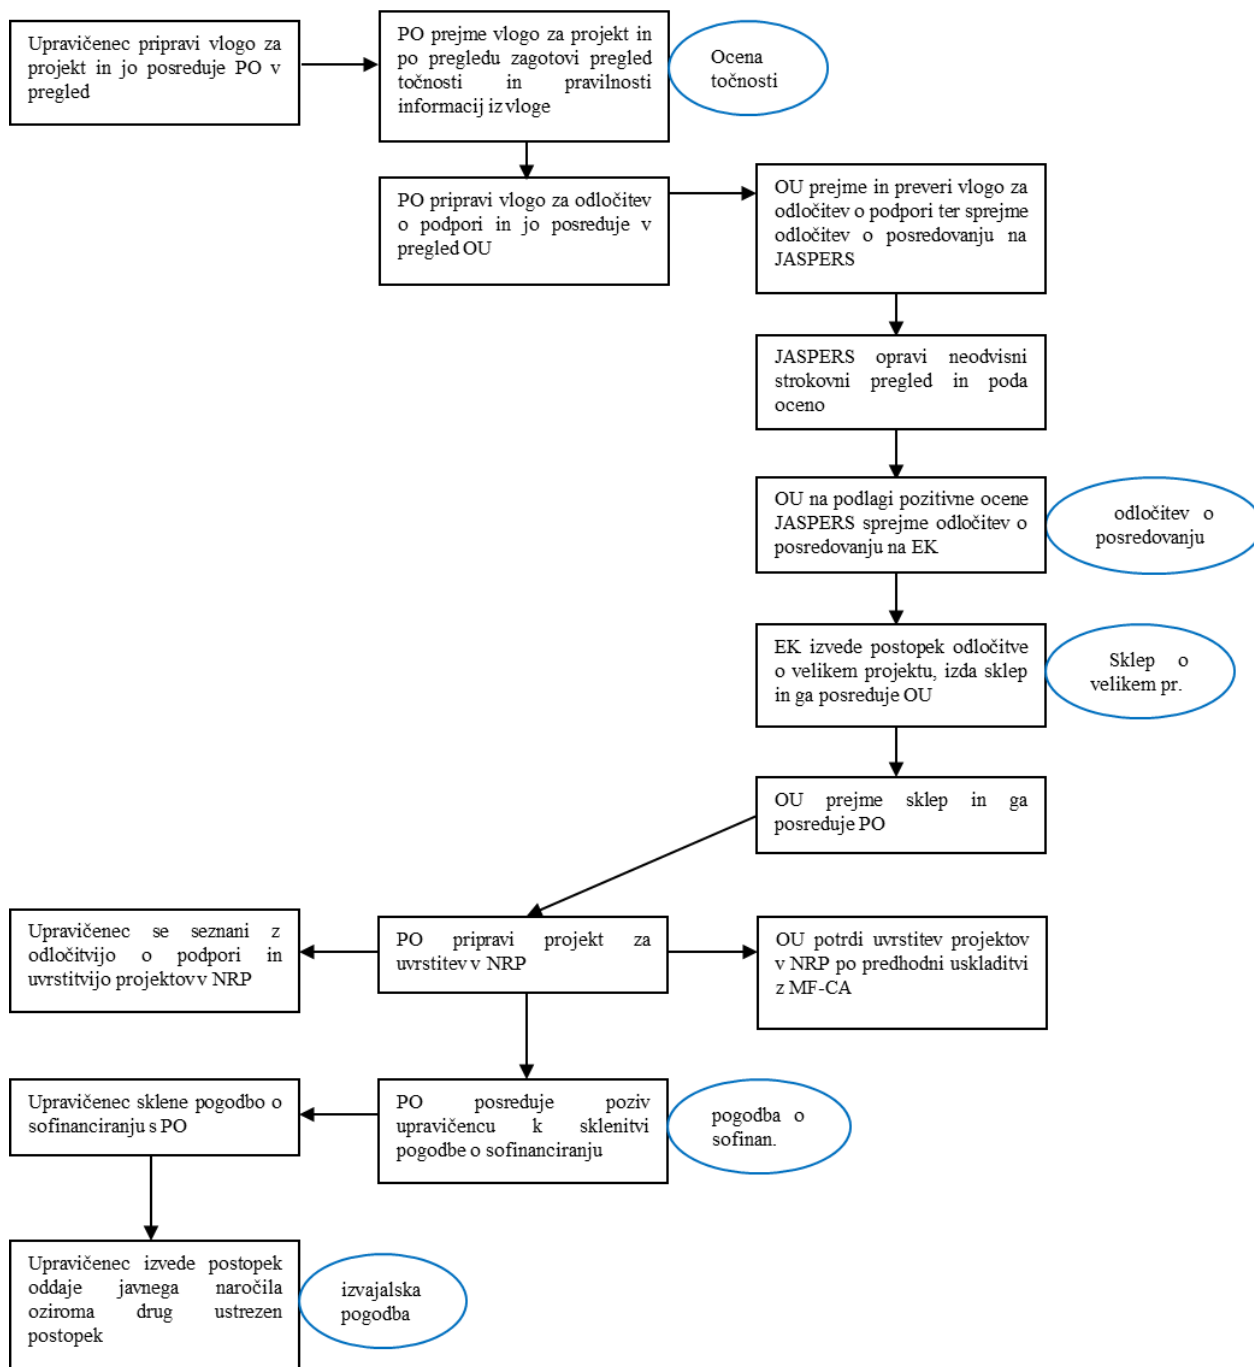 Upravičenec pripravi vlogo za
projekt in jo posreduje PO v
pregled
PO prejme vlogo za projekt in
po pregledu zagotovi pregled
točnosti in pravilnosti
informacij iz vloge
Ocena
točnosti
PO pripravi vlogo za odločitev
o podpori in jo posreduje v
pregled OU
OU prejme in preveri vlogo za
odločitev o podpori ter sprejme
odločitev o posredovanju na
JASPERS
JASPERS opravi neodvisni
strokovni pregled in poda
oceno
OU na podlagi pozitivne ocene
JASPERS sprejme odločitev o
posredovanju na EK
odločitev o
posredovanju
EK izvede postopek odločitve
o velikem projektu, izda sklep
in ga posreduje OU
Sklep o
velikem pr.
OU prejme sklep in ga
posreduje PO
Upravičenec se seznani z
odločitvijo o podpori in
uvrstitvijo projektov v NRP
PO pripravi projekt za
uvrstitev v NRP
OU potrdi uvrstitev projektov
v NRP po predhodni uskladitvi
z MF-CA
Upravičenec sklene pogodbo o
sofinanciranju s PO
PO posreduje poziv
upravičencu k sklenitvi
pogodbe o sofinanciranju
pogodba o
sofinan.
Upravičenec izvede postopek
oddaje javnega naročila
oziroma drug ustrezen
postopek
izvajalska
pogodba